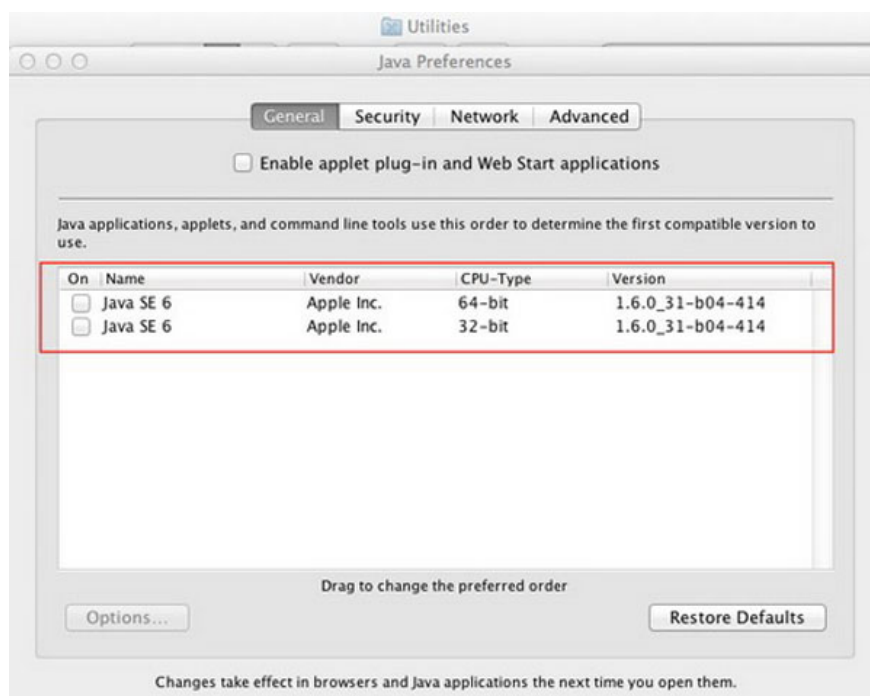 Utilities
Java Preferences
General Security Network Advanced
Enable applet plug-in and Web Start applications
Java applications, applets, and command line tools use this order to determine the first compatible version to
use.
On Name Vendor CPU-Type Version
Java SE 6 Apple Inc. 64-bit 1.6.0_31-b04-414
Java SE 6 Apple Inc. 32-bit 1.6.0_31-b04-414
Drag to change the preferred order
Options... Restore Defaults
Changes take effect in browsers and Java applications the next time you open them.